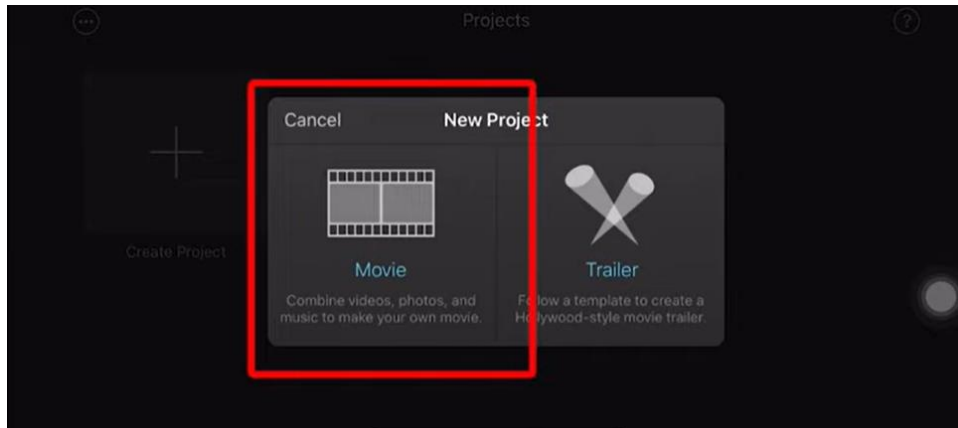 Projects
Cancel
New Project
Create Project
Movie
Combine videos, photos, and
music to make your own movie.
Trailer
Follow a template to create a
Hollywood-style movie trailer.